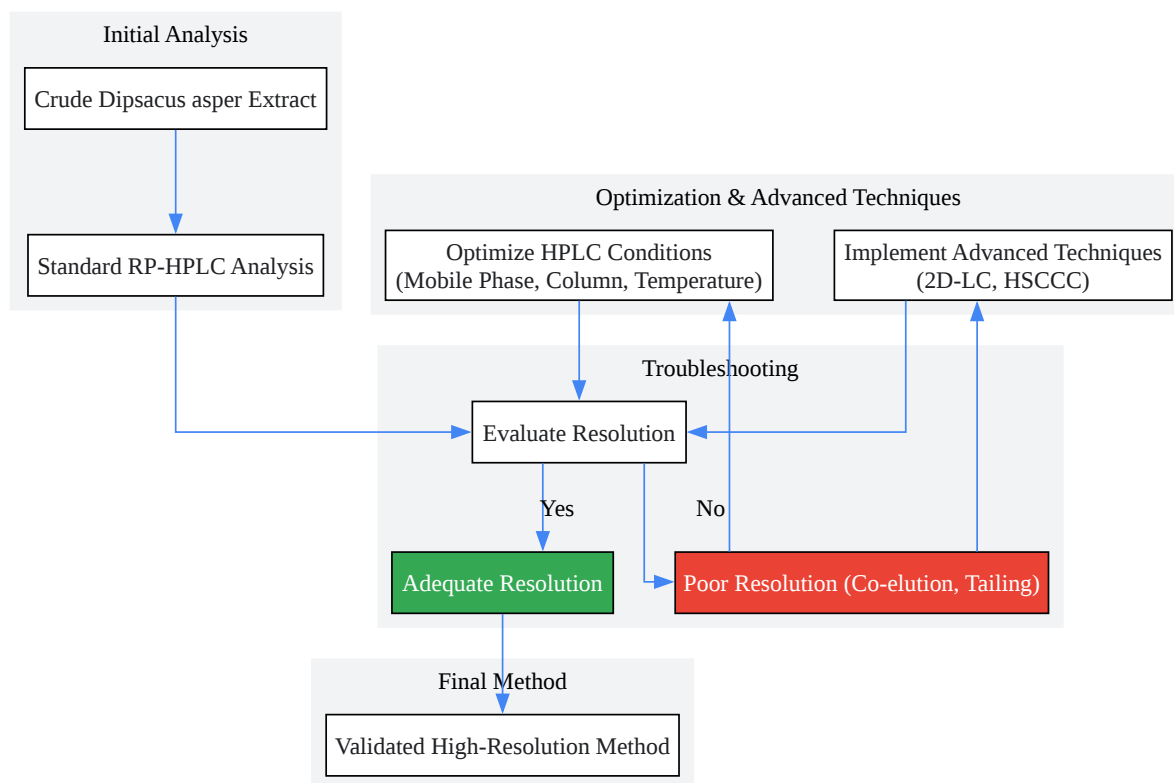 Initial Analysis
Crude Dipsacus asper Extract
Standard RP-HPLC Analysis
Optimization & Advanced Techniques
Optimize HPLC Conditions
(Mobile Phase, Column, Temperature)
Implement Advanced Techniques
(2D-LC, HSCCC)
Troubleshooting
Evaluate Resolution
Yes
No
Adequate Resolution
Poor Resolution (Co-elution, Tailing)
Final Method
Validated High-Resolution Method